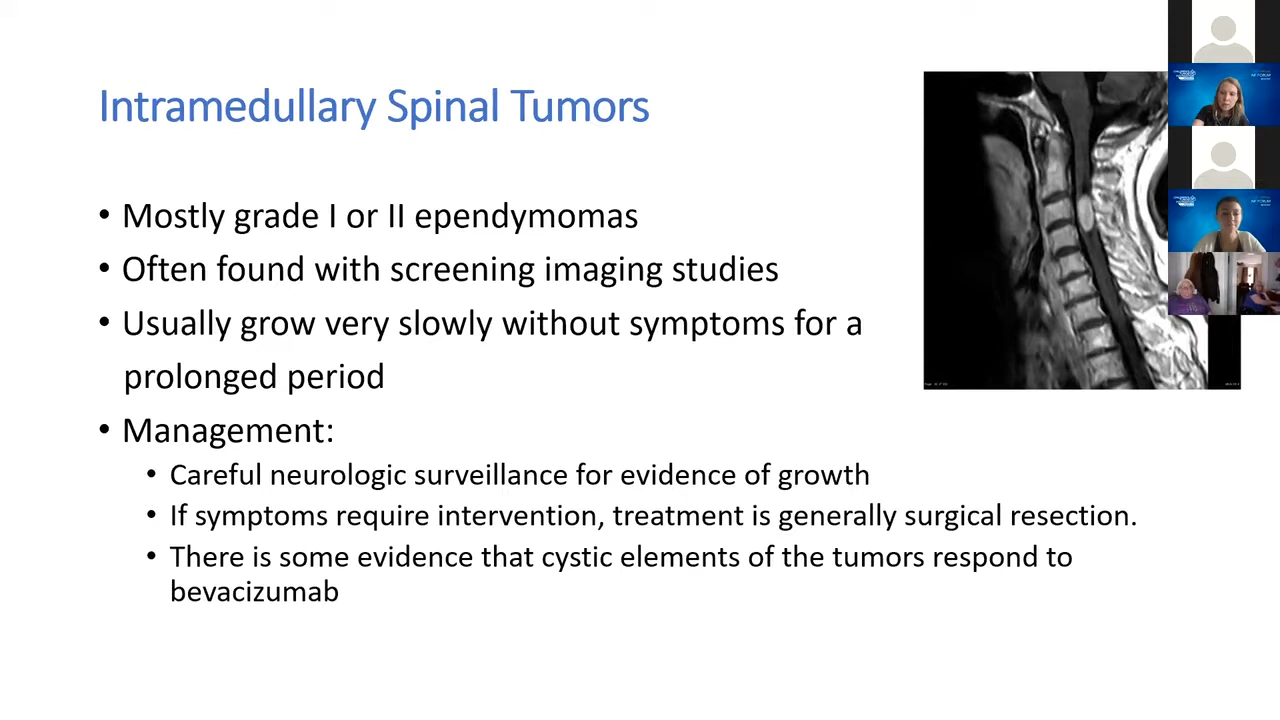 Intramedullary Spinal Tumors
• Mostly grade I or II ependymomas
• Often found with screening imaging studies
• Usually grow very slowly without symptoms for a
prolonged period
• Management:
• Careful neurologic surveillance for evidence of growth
• If symptoms require intervention, treatment is generally surgical resection.
• There is some evidence that cystic elements of the tumors respond to
bevacizumab